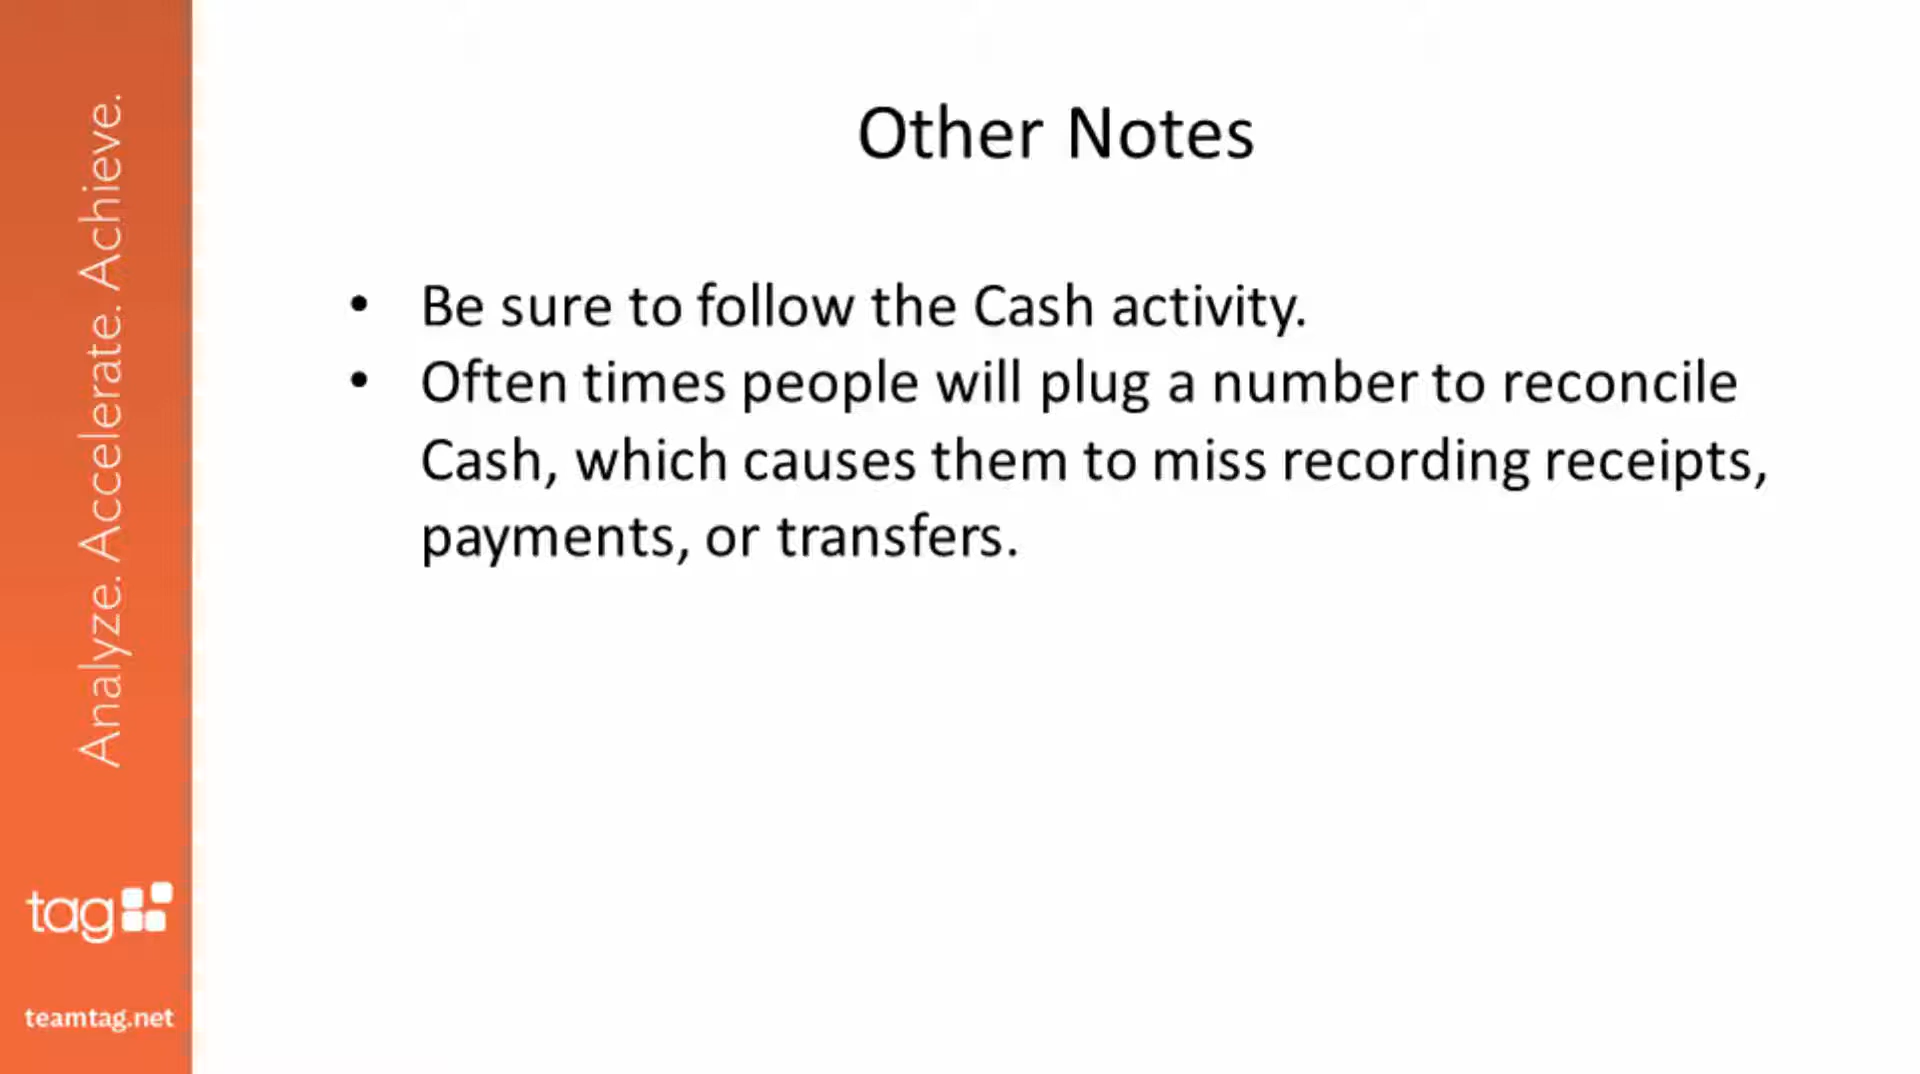 Other Notes
• Be sure to follow the Cash activity.
• Often times people will plug a number to reconcile
Cash, which causes them to miss recording receipts,
payments, or transfers.
Analyze. Accelerate. Achieve.
tag
teamtag.net